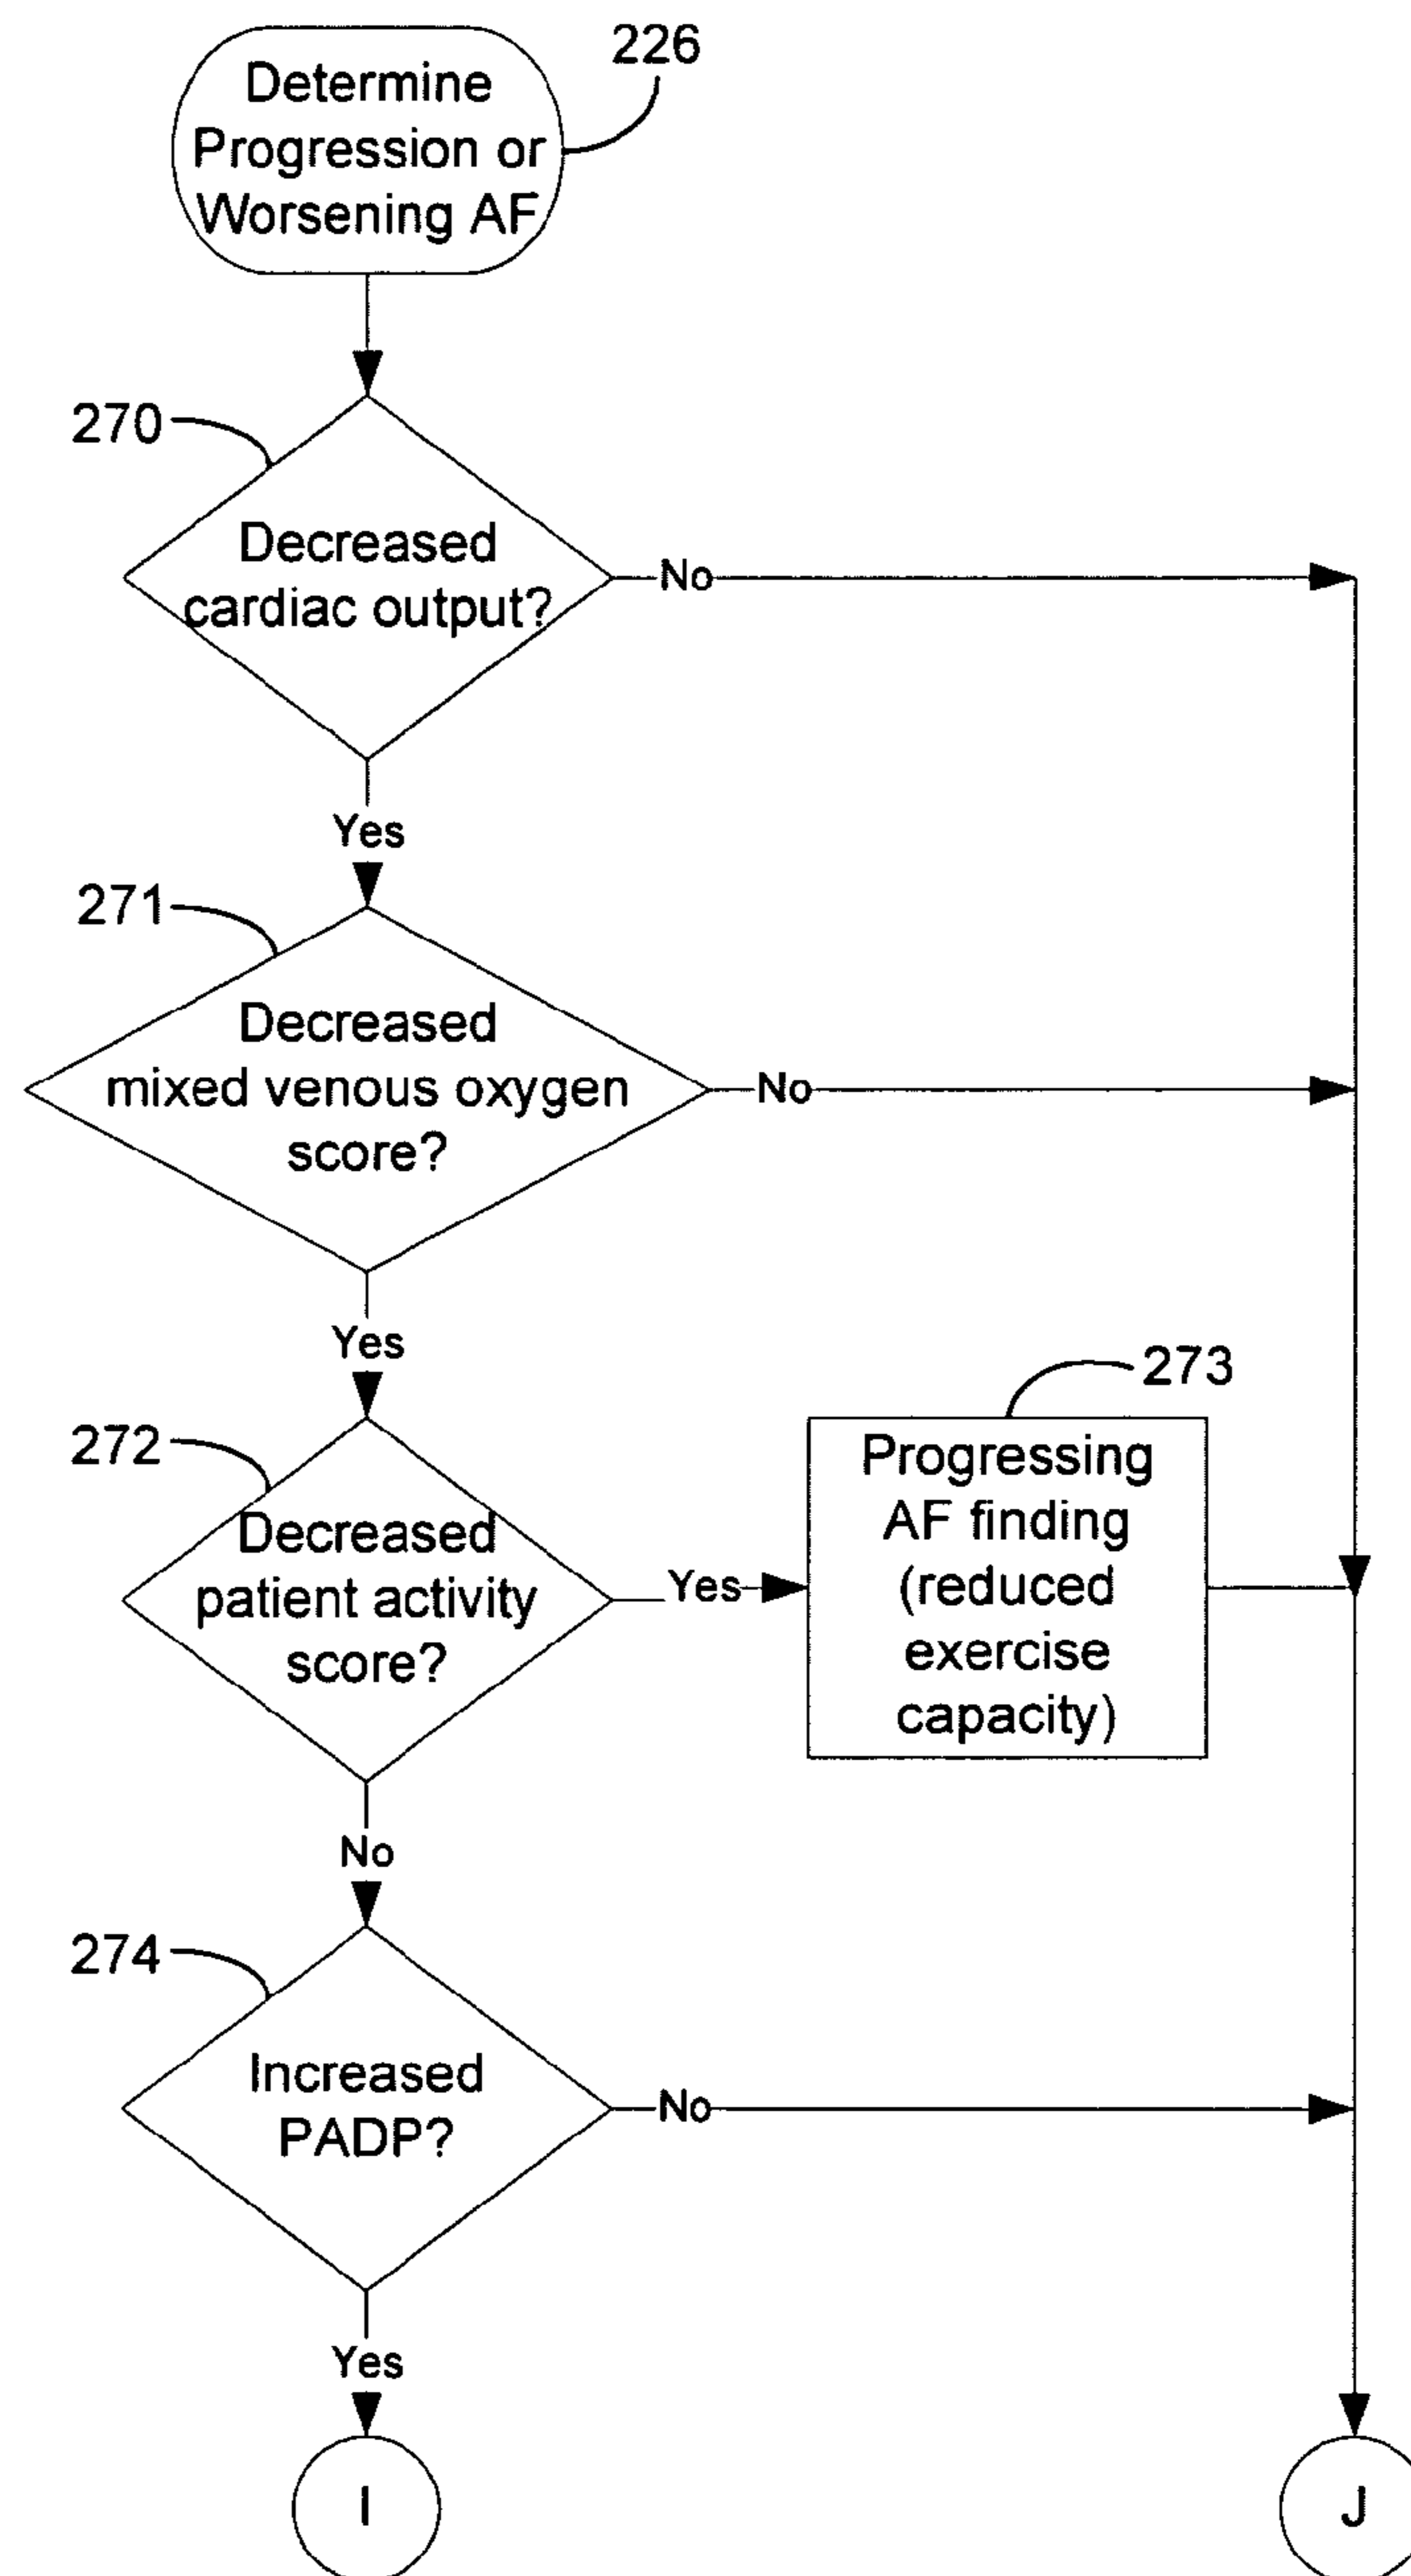 226
Determine
Progression or
Worsening AF
270
Decreased
cardiac output?
No
Yes
271
Decreased
mixed venous oxygen
score?
No
Yes
272
Decreased
patient activity
score?
Yes
273
Progressing
AF finding
(reduced
exercise
capacity)
No
274
Increased
PADP?
No
Yes
I
J